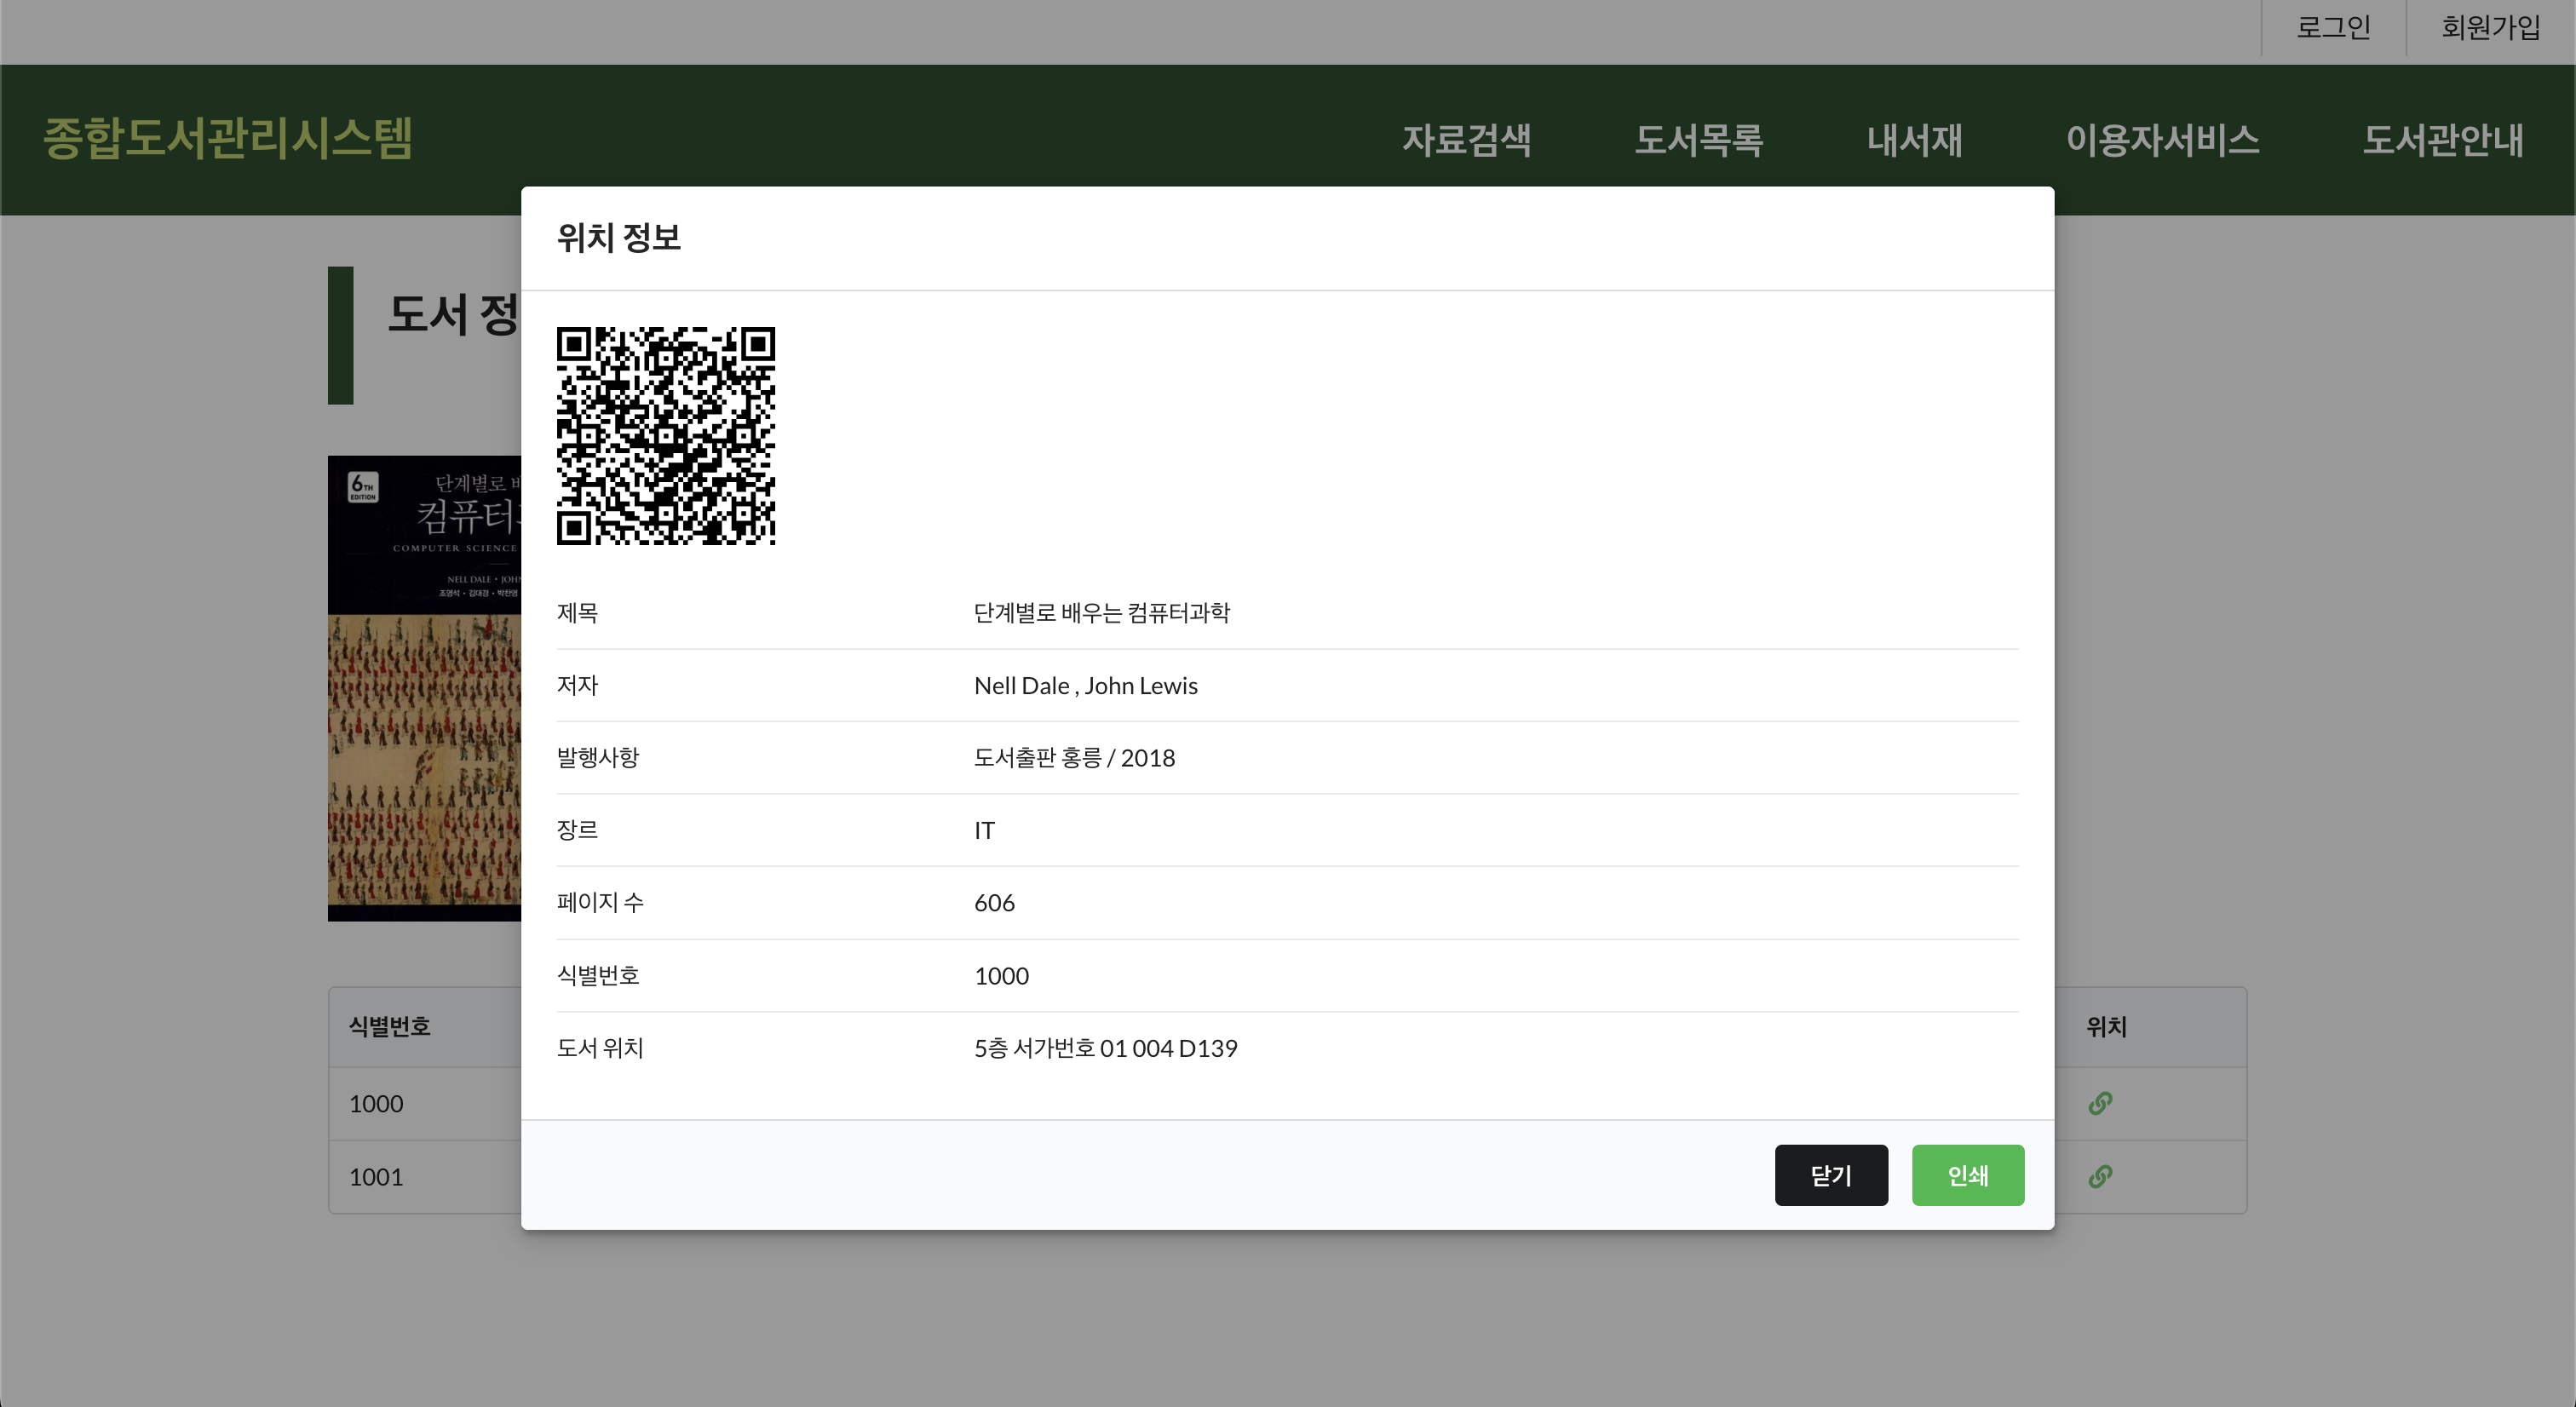 로그인 회원가입
종합도서관리시스템 자료검색 도서목록 내서재 이용자서비스 도서관안내
위치 정보
도서 정
6TH
EDITION
단계별로
컴퓨터
COMPUTER SCIENCE
NELL DALE • JOHN
조영석 • 김대경 • 박찬영
제목 단계별로 배우는 컴퓨터과학
저자 Nell Dale , John Lewis
발행사항 도서출판 홍릉 / 2018
장르 IT
페이지 수 606
식별번호 1000
도서 위치 5층 서가번호 01 004 D139
식별번호 위치
1000
1001
닫기 인쇄